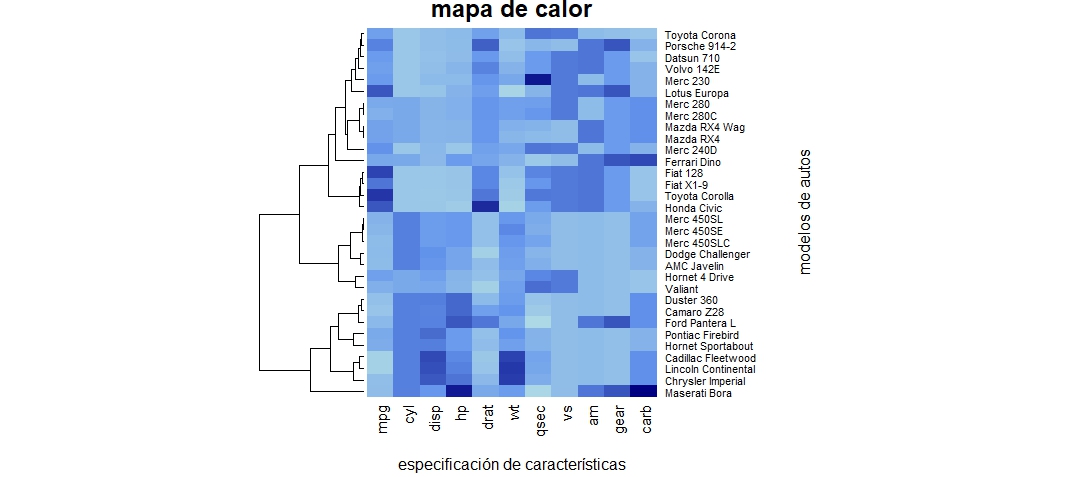 mapa de calor
Toyota Corona
Porsche 914-2
Datsun 710
Volvo 142E
Merc 230
Lotus Europa
Merc 280
Merc 280C
Mazda RX4 Wag
Mazda RX4
Merc 240D
Ferrari Dino
Fiat 128
Fiat X1-9
Toyota Corolla
Honda Civic
Merc 450SL
Merc 450SE
Merc 450SLC
Dodge Challenger
AMC Javelin
Hornet 4 Drive
Valiant
Duster 360
Camaro Z28
Ford Pantera L
Pontiac Firebird
Hornet Sportabout
Cadillac Fleetwood
Lincoln Continental
Chrysler Imperial
Maserati Bora
modelos de autos
mpg
cyl
disp
hp
drat
wt
qsec
vs
am
gear
carb
especificación de características